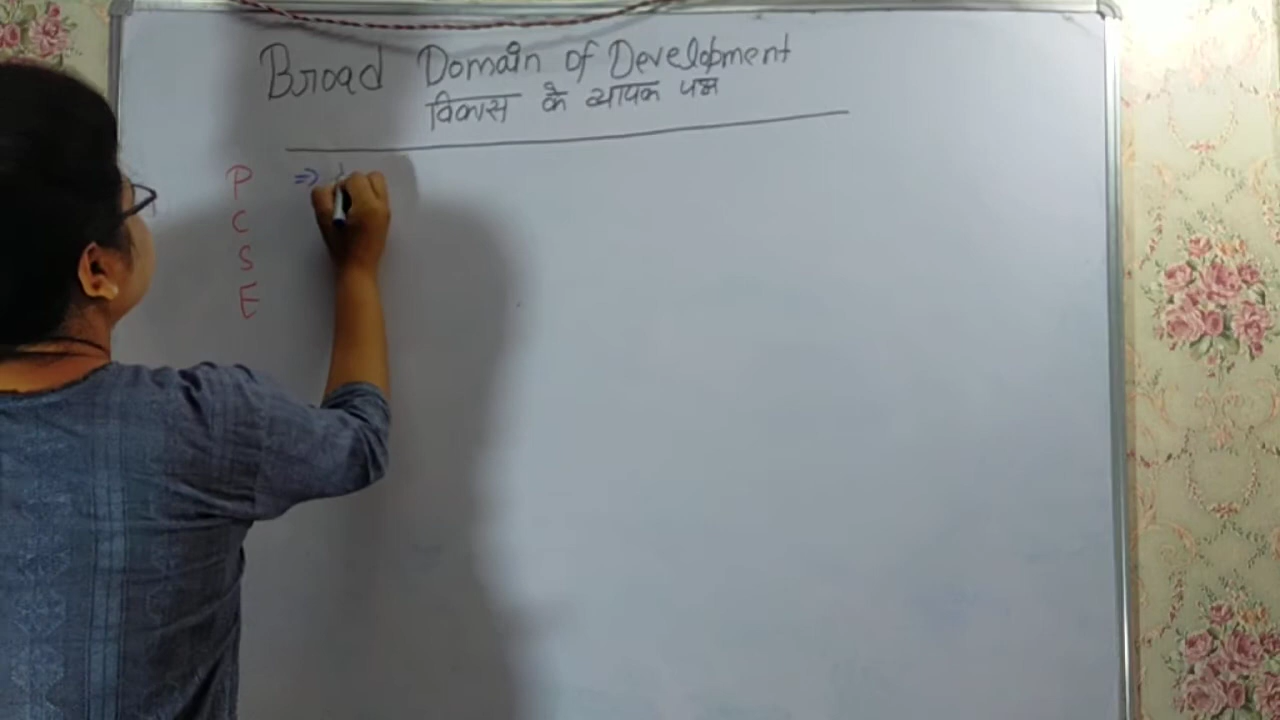 Broad Domain of Development
विकास के व्यापक पक्ष
P ⇒
C
S
E